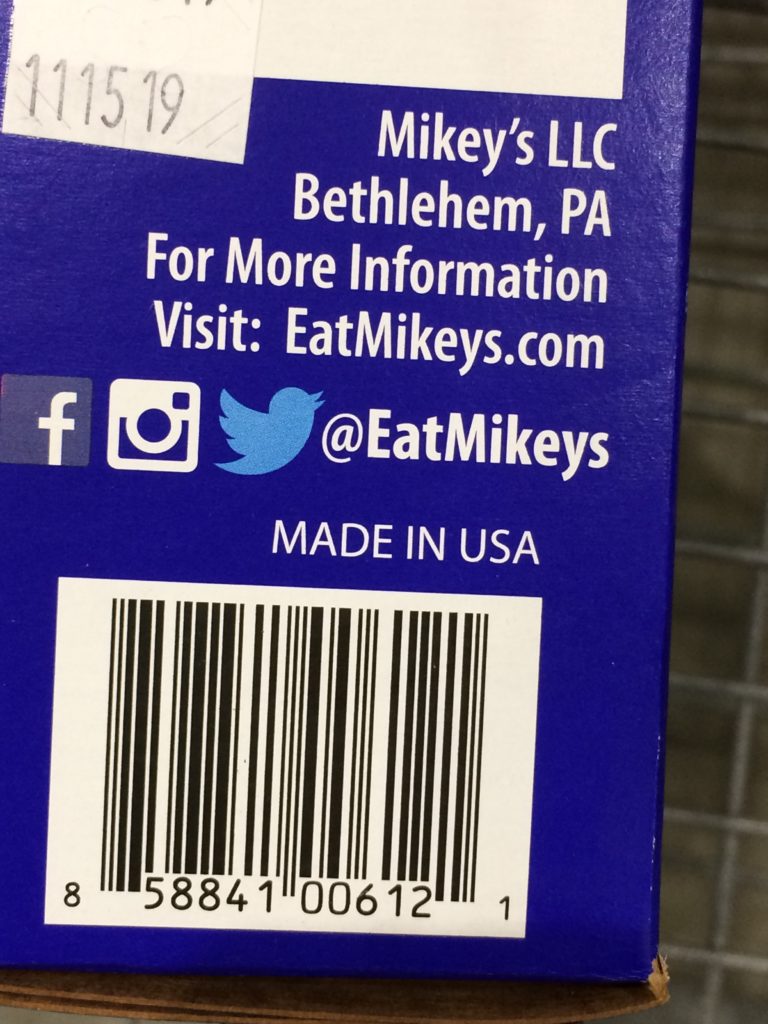 111519
Mikey's LLC
Bethlehem, PA
For More Information
Visit: EatMikeys.com
f @EatMikeys
MADE IN USA
8 58841 00612 1